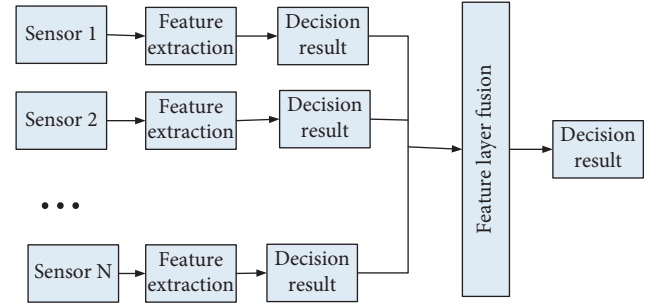 Sensor 1
Feature
extraction
Decision
result
Sensor 2
Feature
extraction
Decision
result
Sensor N
Feature
extraction
Decision
result
Feature layer fusion
Decision
result